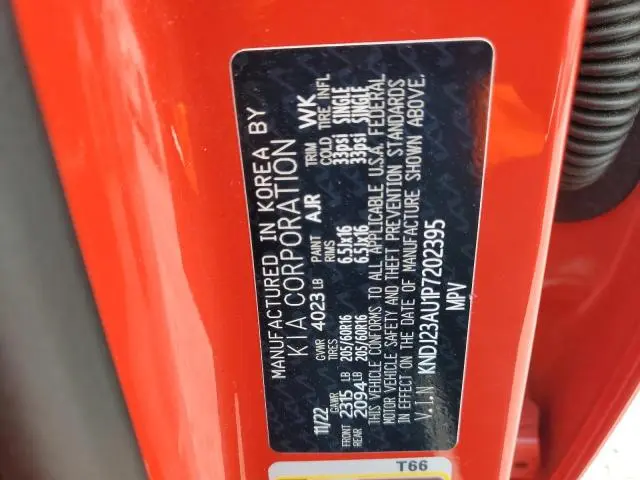 MANUFACTURED IN KOREA BY
KIA CORPORATION
11/22 GVWR 4023 LB PAINT AJR TRIM WK
GAWR TIRES RIMS COLD TIRE INFL
FRONT 2315 LB 205/60R16 6.5Jx16 33psi SINGLE
REAR 2094 LB 205/60R16 6.5Jx16 33psi SINGLE
THIS VEHICLE CONFORMS TO ALL APPLICABLE U.S.A. FEDERAL
MOTOR VEHICLE SAFETY AND THEFT PREVENTION STANDARDS
IN EFFECT ON THE DATE OF MANUFACTURE SHOWN ABOVE.
V.I.N KNDJ23AU1P7202395
MPV
T66